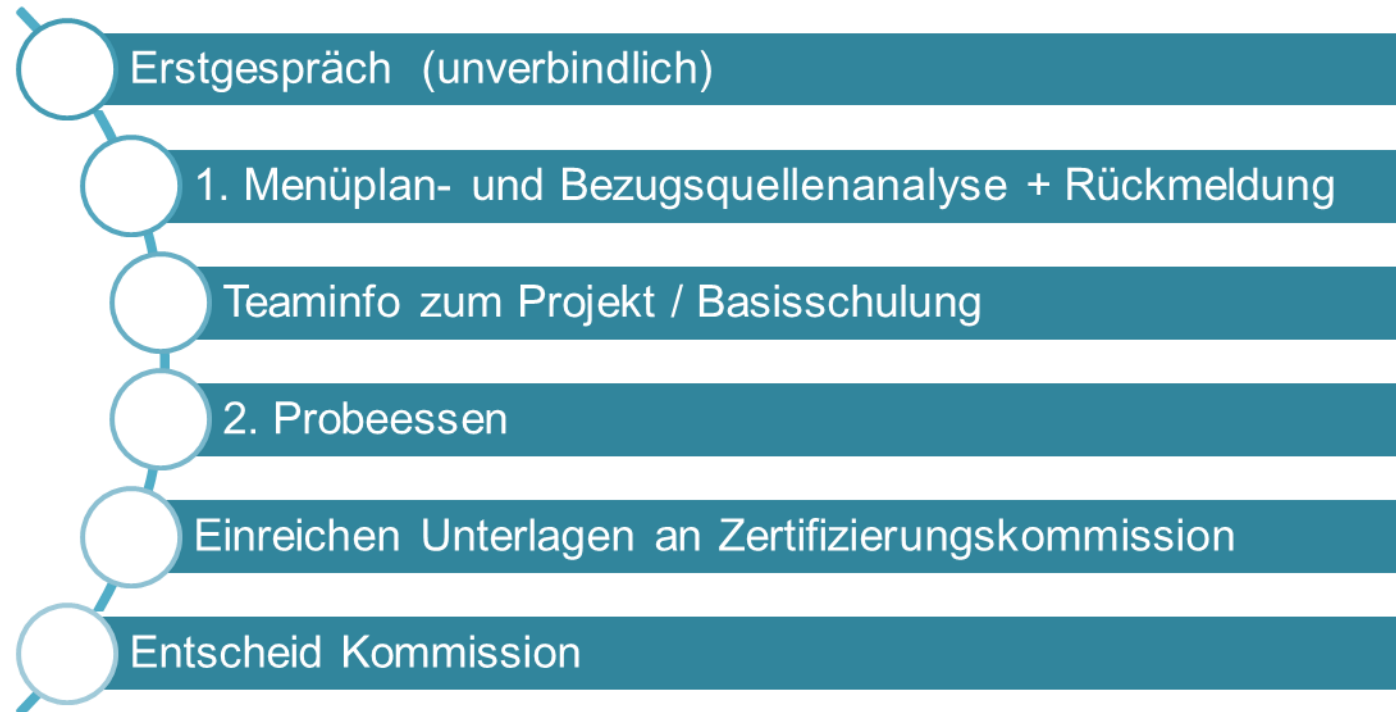 Erstgespräch (unverbindlich)
1. Menüplan- und Bezugsquellenanalyse + Rückmeldung
Teaminfo zum Projekt / Basisschulung
2. Probeessen
Einreichen Unterlagen an Zertifizierungskommission
Entscheid Kommission